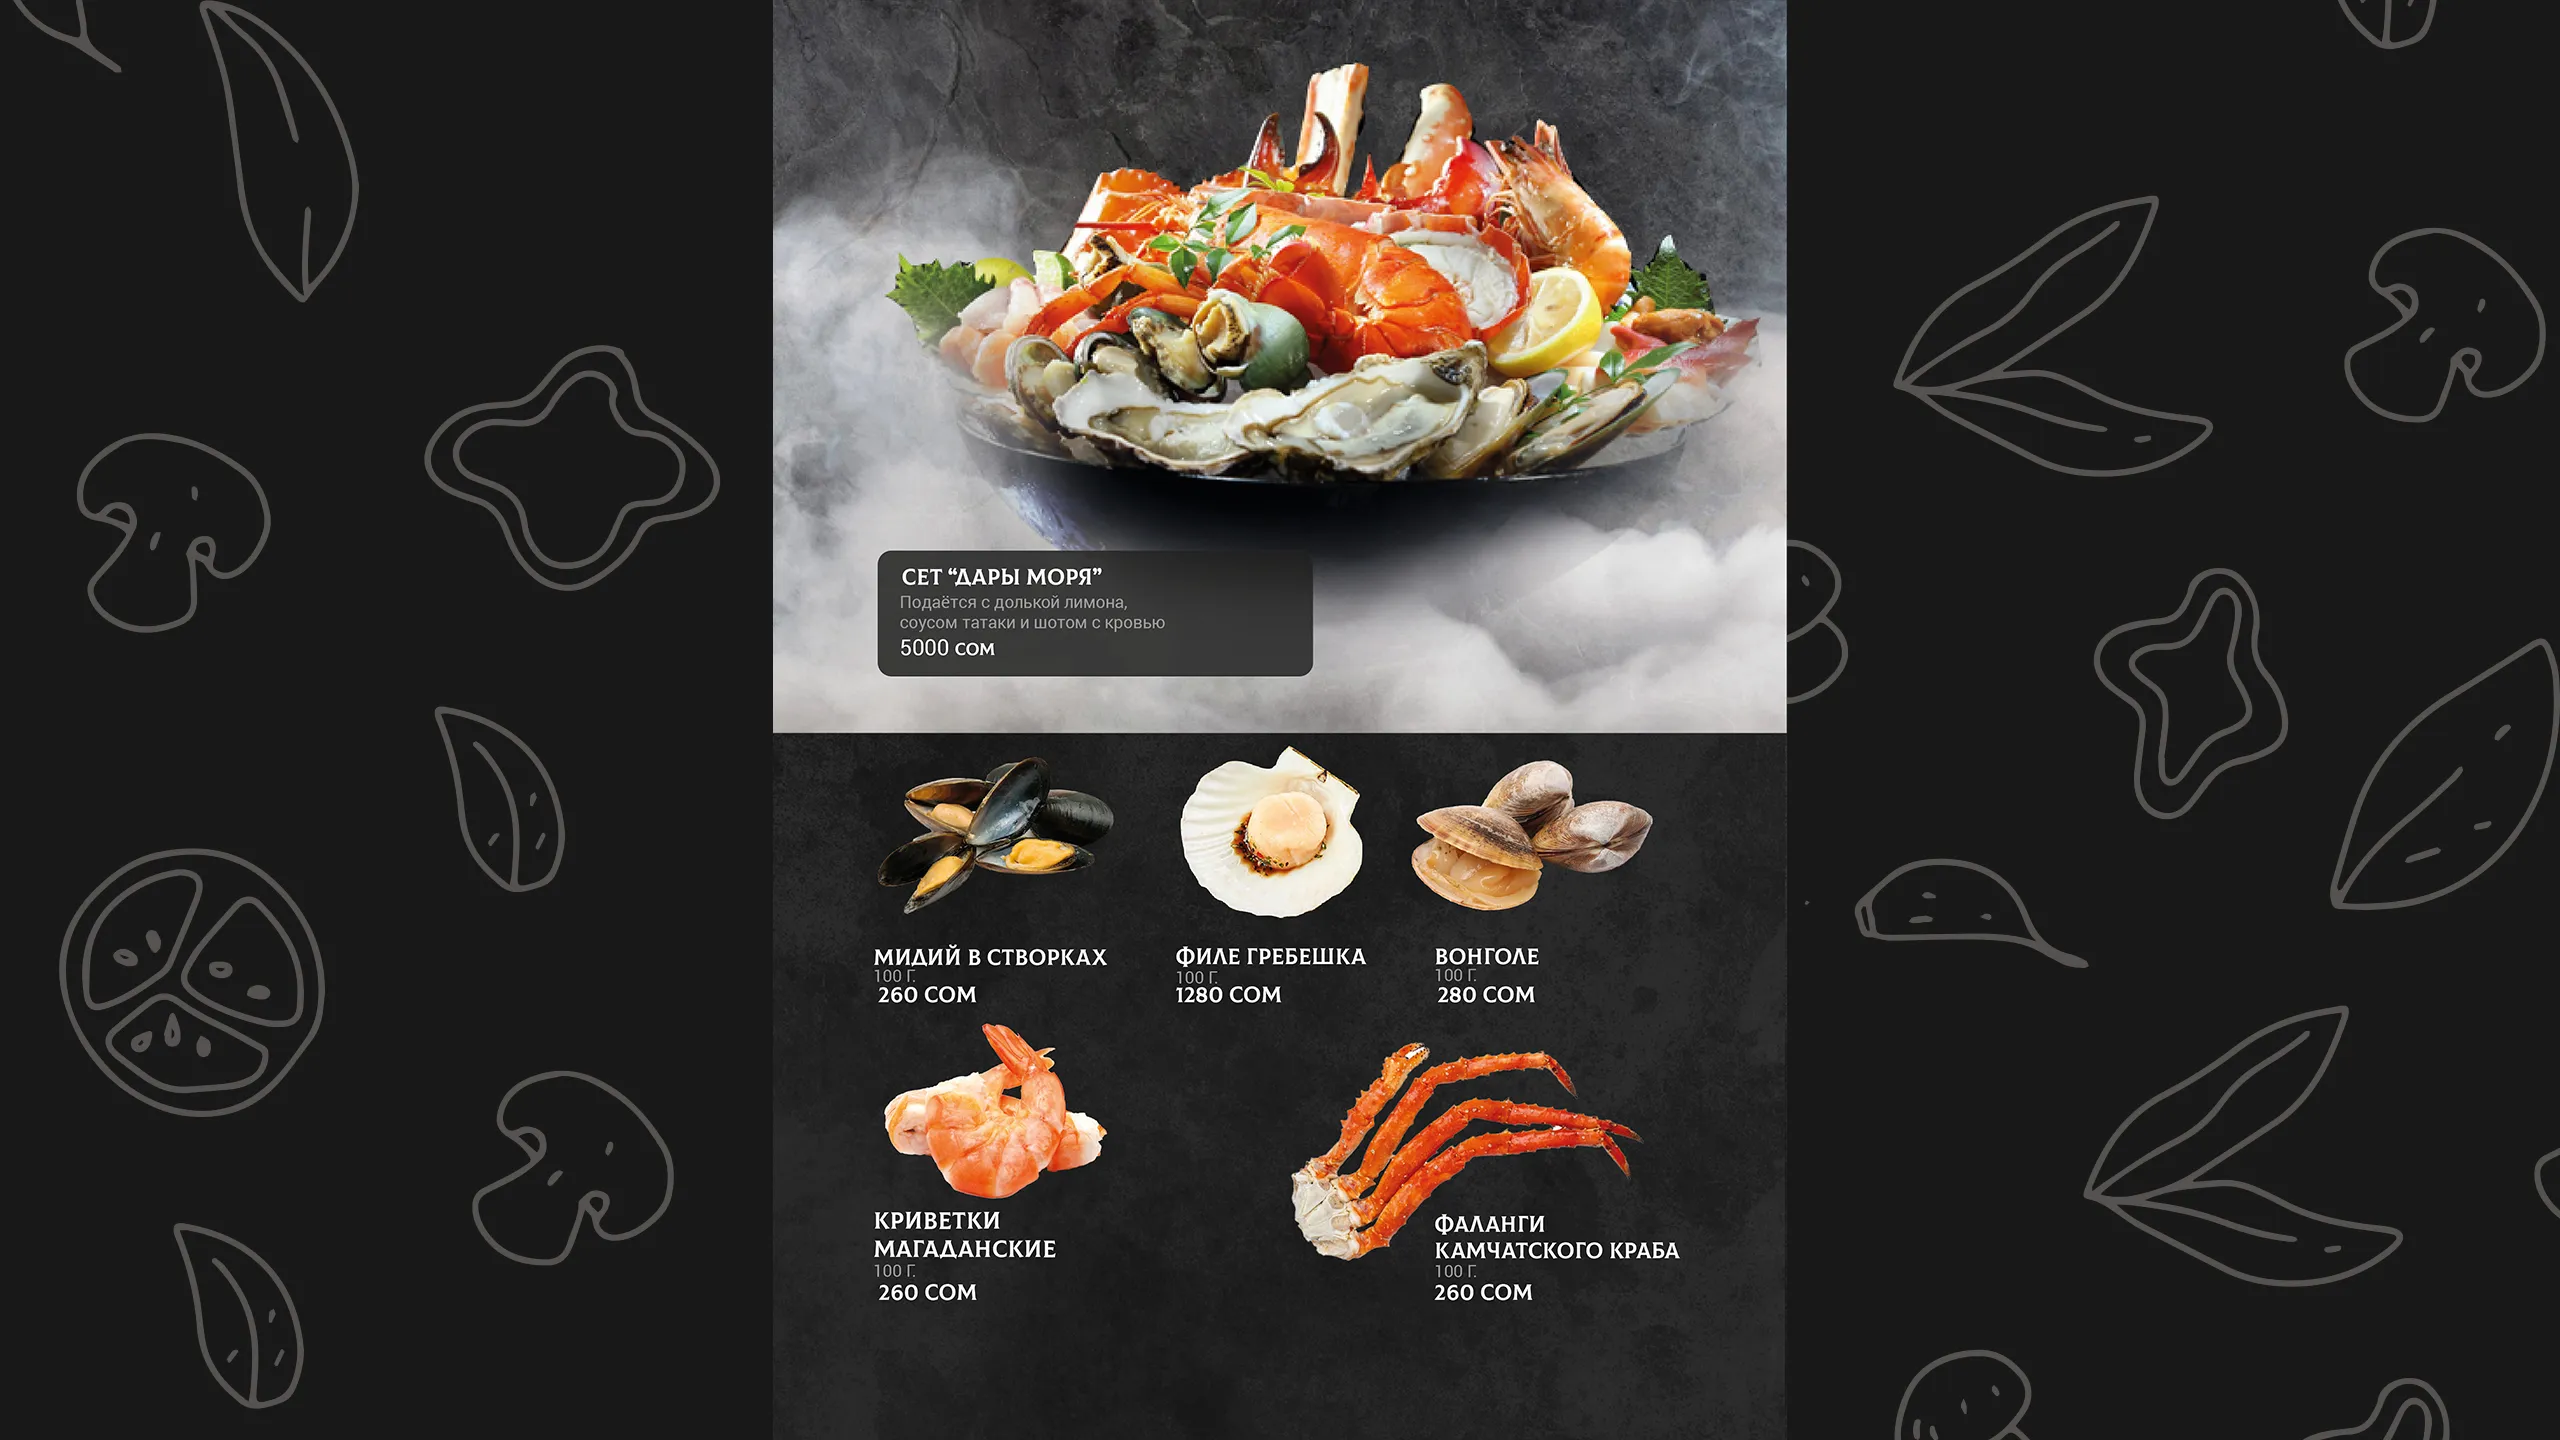 СЕТ “ДАРЫ МОРЯ”
Подаётся с долькой лимона,
соусом татаки и шотом с кровью
5000 СОМ
МИДИЙ В СТВОРКАХ
100 Г.
260 СОМ
ФИЛЕ ГРЕБЕШКА
100 Г.
1280 СОМ
ВОНГОЛЕ
100 Г.
280 СОМ
КРИВЕТКИ
МАГАДАНСКИЕ
100 Г.
260 СОМ
ФАЛАНГИ
КАМЧАТСКОГО КРАБА
100 Г.
260 СОМ